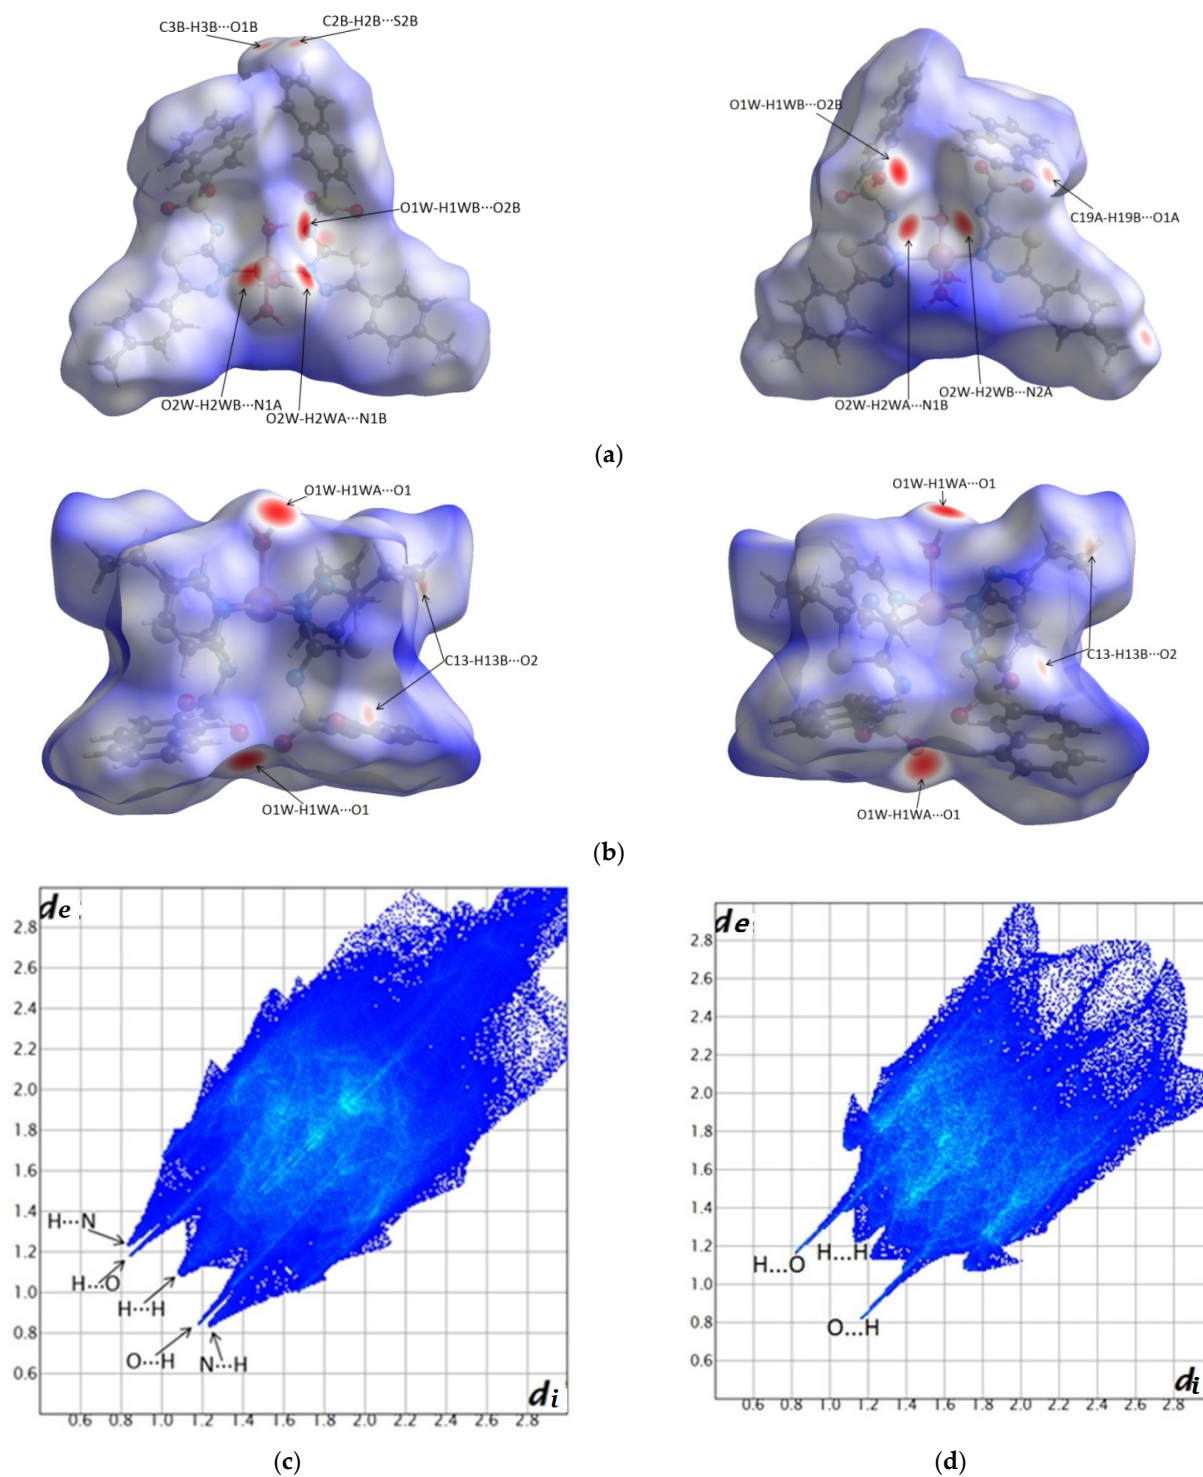 C3B-H3B···O1B
C2B-H2B···S2B
O1W-H1WB···O2B
O1W-H1WB···O2B
C19A-H19B···O1A
O2W-H2WB···N1A
O2W-H2WA···N1B
O2W-H2WB···N2A
O2W-H2WA···N1B
(a)
O1W-H1WA···O1
O1W-H1WA···O1
C13-H13B···O2
C13-H13B···O2
O1W-H1WA···O1
O1W-H1WA···O1
(b)
de
2.8
2.6
2.4
2.2
2.0
1.8
1.6
1.4
1.2
1.0
0.8
0.6
H···N
H···O
H···H
O···H
N···H
di
0.6 0.8 1.0 1.2 1.4 1.6 1.8 2.0 2.2 2.4 2.6 2.8
(c)
de
2.8
2.6
2.4
2.2
2.0
1.8
1.6
1.4
1.2
1.0
0.8
0.6
H...O
H...H
O...H
di
0.6 0.8 1.0 1.2 1.4 1.6 1.8 2.0 2.2 2.4 2.6 2.8
(d)